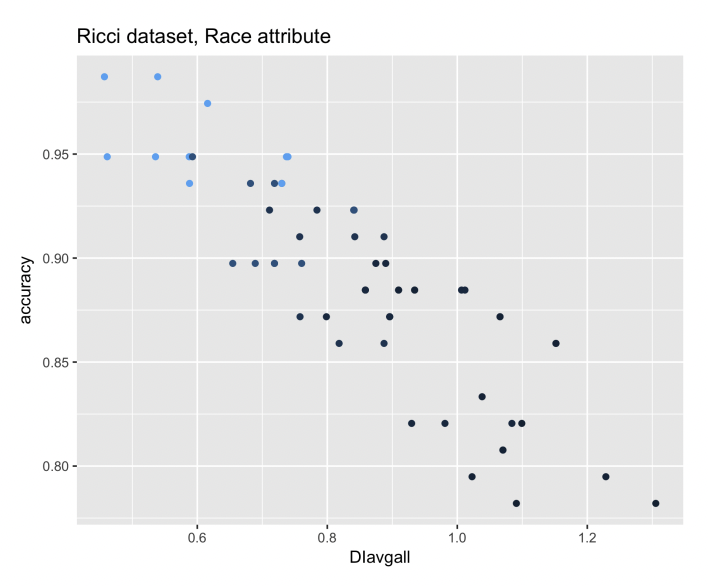 Ricci dataset, Race attribute
accuracy
0.95
0.90
0.85
0.80
0.6 0.8 1.0 1.2
DIavgall